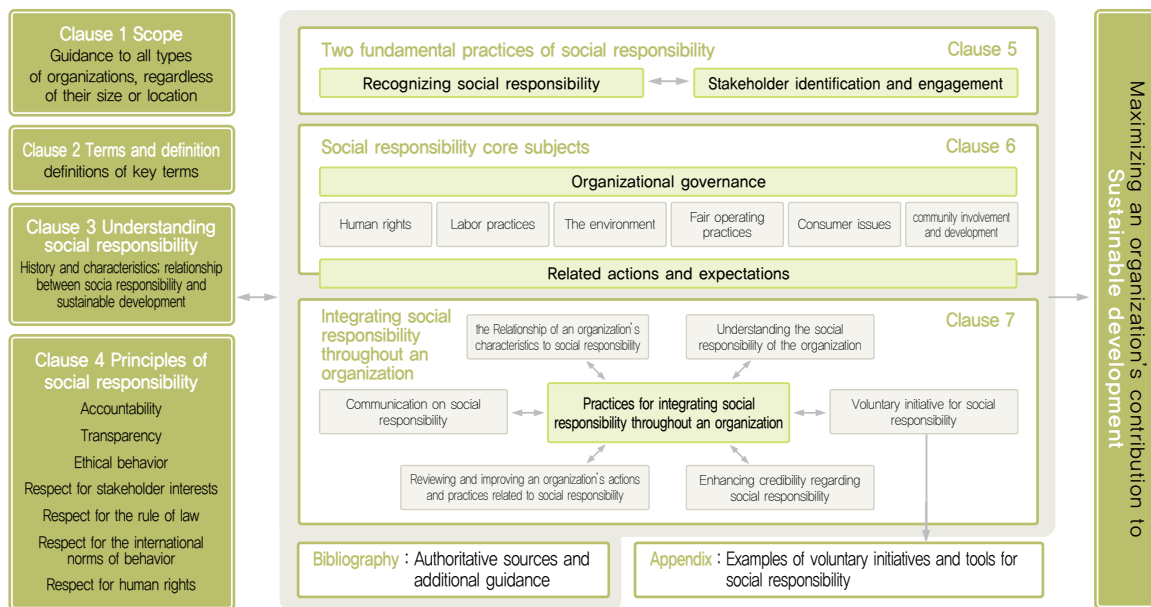 Clause 1 Scope
Guidance to all types
of organizations, regardless
of their size or location
Clause 2 Terms and definition
definitions of key terms
Clause 3 Understanding
social responsibility
History and characteristics; relationship
between socia responsibility and
sustainable development
Clause 4 Principles of
social responsibility
Accountability
Transparency
Ethical behavior
Respect for stakeholder interests
Respect for the rule of law
Respect for the international
norms of behavior
Respect for human rights
Two fundamental practices of social responsibility
Clause 5
Recognizing social responsibility
Stakeholder identification and engagement
Social responsibility core subjects
Clause 6
Organizational governance
Human rights
Labor practices
The environment
Fair operating
practices
Consumer issues
community involvement
and development
Related actions and expectations
Integrating social
responsibility
throughout an
organization
Clause 7
the Relationship of an organization's
characteristics to social responsibility
Understanding the social
responsibility of the organization
Communication on social
responsibility
Practices for integrating social
responsibility throughout an organization
Voluntary initiative for social
responsibility
Reviewing and improving an organization's actions
and practices related to social responsibility
Enhancing credibility regarding
social responsibility
Bibliography : Authoritative sources and
additional guidance
Appendix : Examples of voluntary initiatives and tools for
social responsibility
Maximizing an organization's contribution to
Sustainable development